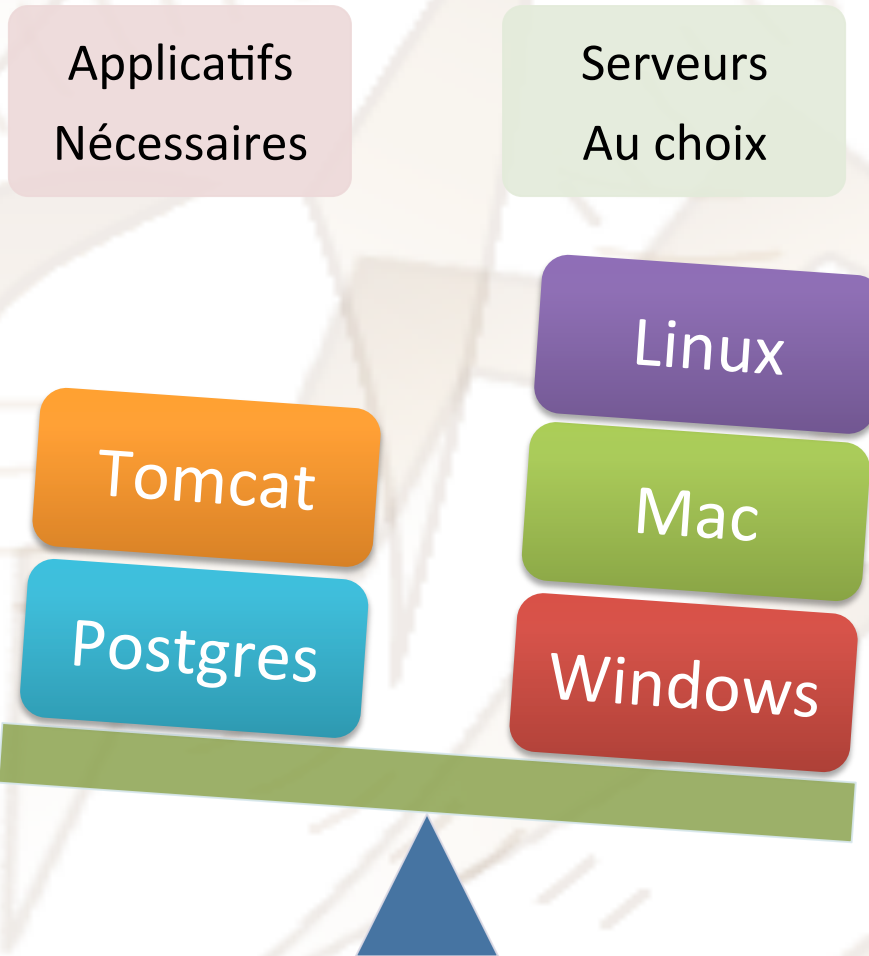 Applicatifs
Nécessaires
Serveurs
Au choix
Tomcat
Postgres
Linux
Mac
Windows